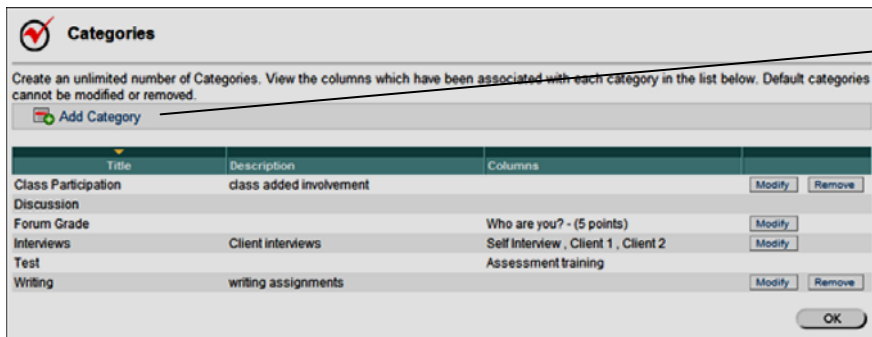 Categories
Create an unlimited number of Categories. View the columns which have been associated with each category in the list below. Default categories
cannot be modified or removed.
Add Category
Title Description Columns
Class Participation class added involvement Modify Remove
Discussion
Forum Grade Who are you? - (5 points) Modify
Interviews Client interviews Self Interview , Client 1 , Client 2 Modify
Test Assessment training
Writing writing assignments Modify Remove
OK